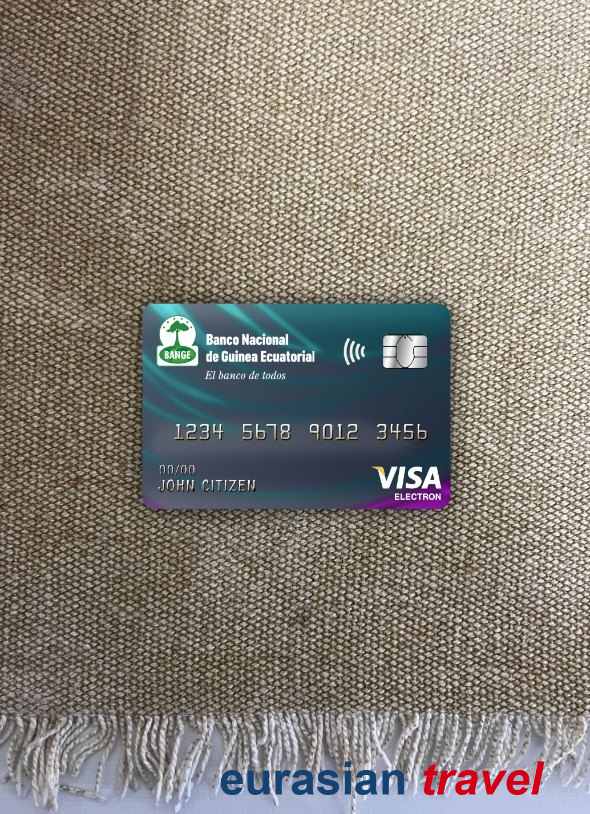 BANGE
Banco Nacional
de Guinea Ecuatorial
El banco de todos
1234 5678 9012 3456
00/00
JOHN CITIZEN
VISA
ELECTRON
eurasian travel